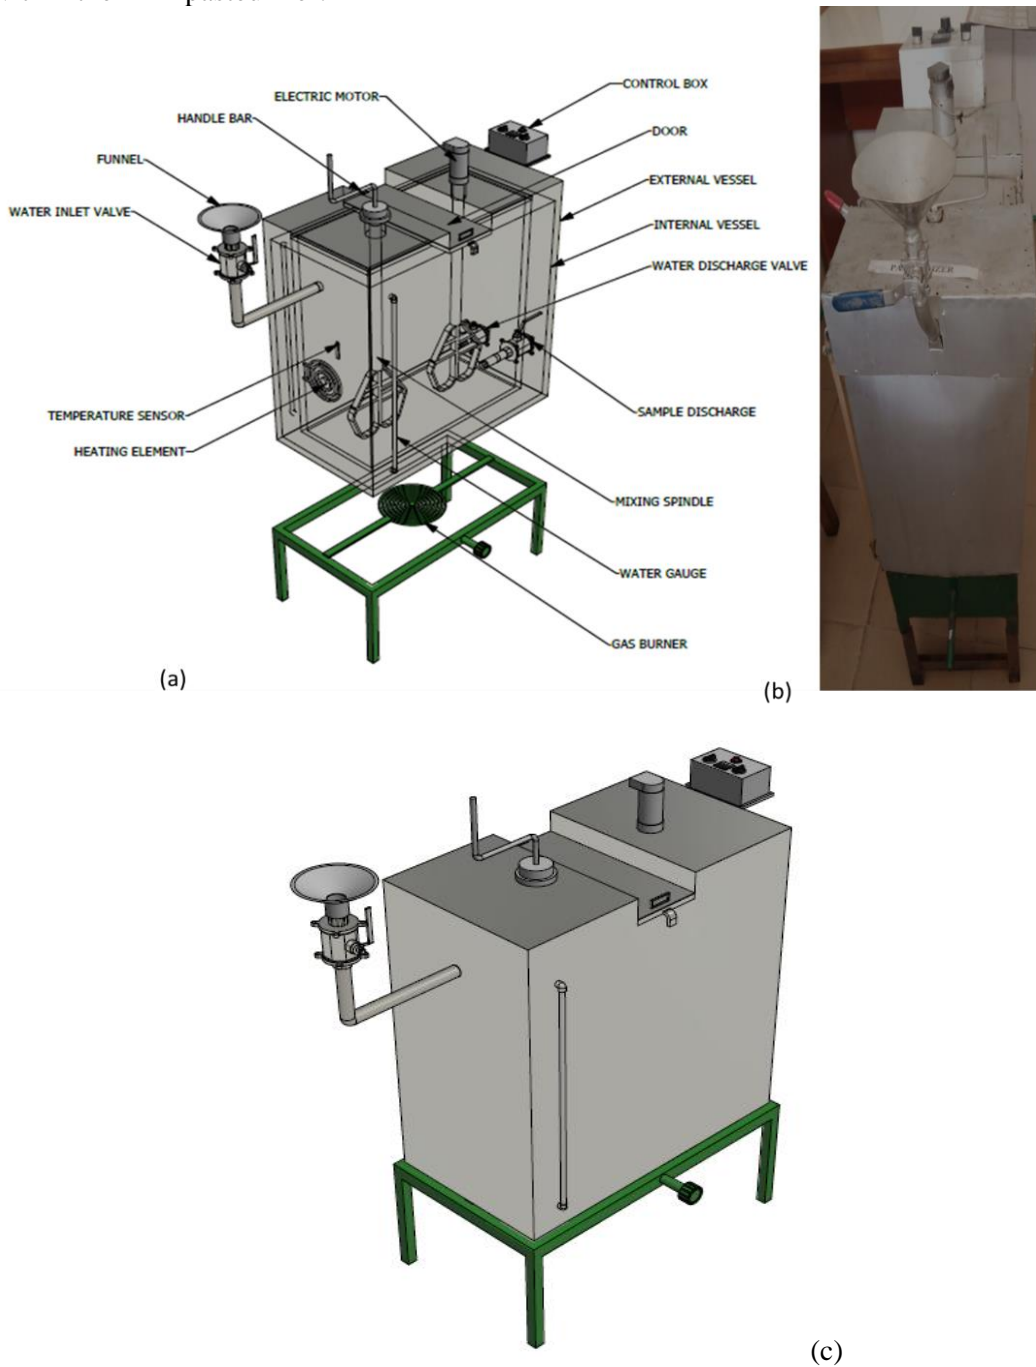 ELECTRIC MOTOR
CONTROL BOX
HANDLE BAR
DOOR
FUNNEL
EXTERNAL VESSEL
WATER INLET VALVE
INTERNAL VESSEL
WATER DISCHARGE VALVE
TEMPERATURE SENSOR
SAMPLE DISCHARGE
HEATING ELEMENT
MIXING SPINDLE
WATER GAUGE
GAS BURNER
(a)
(b)
(c)